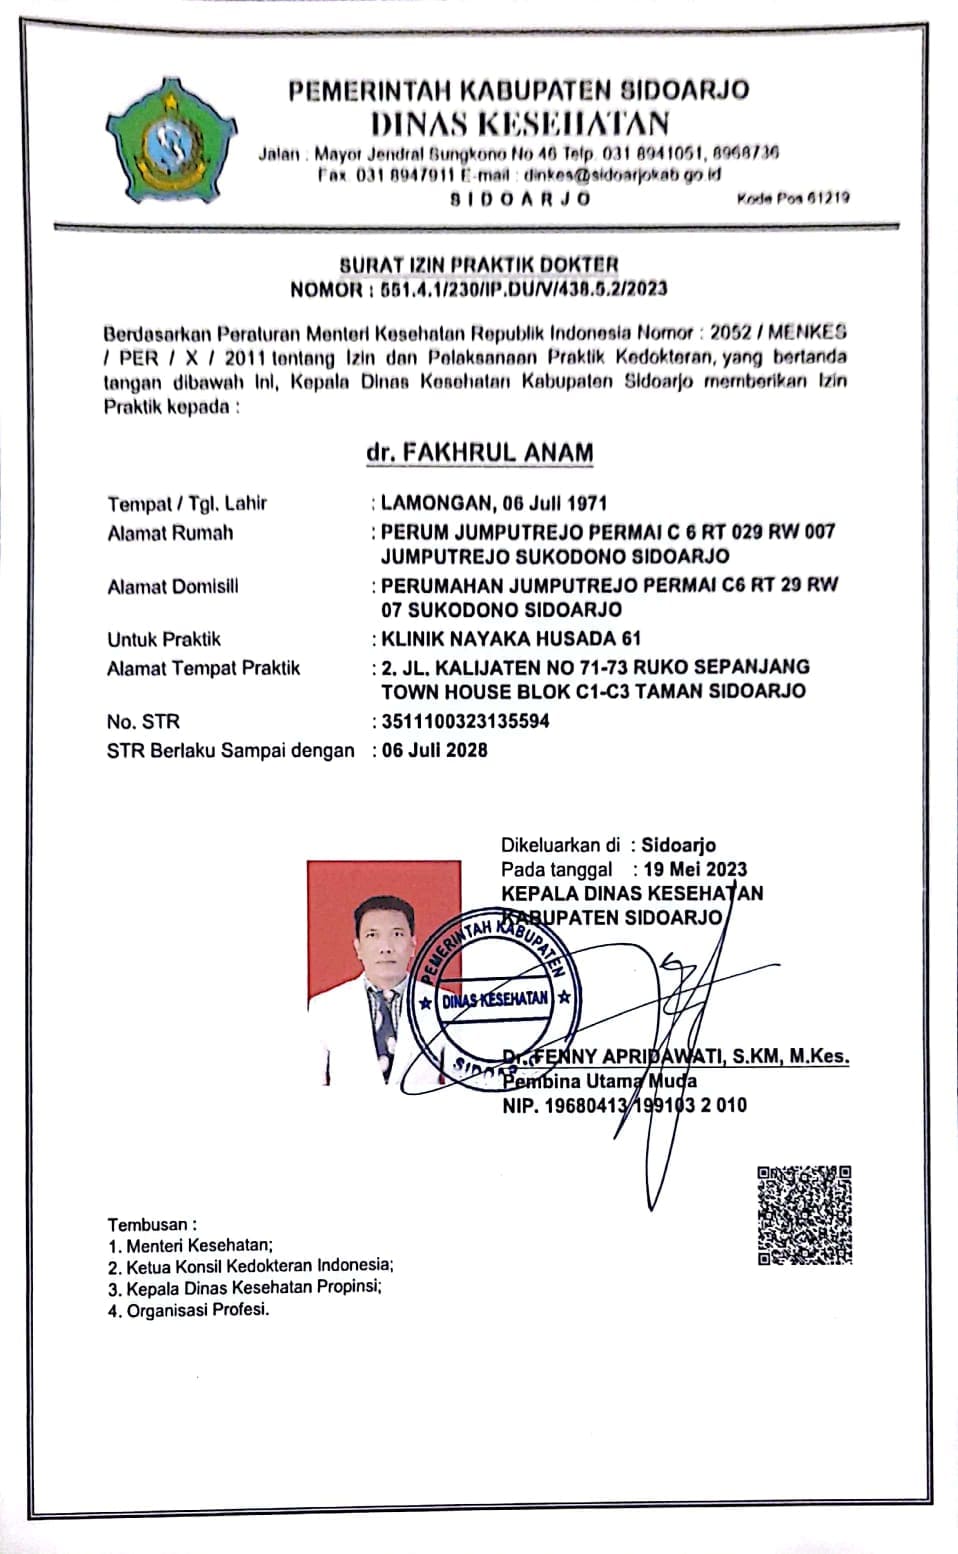 PEMERINTAH KABUPATEN SIDOARJO
DINAS KESEHATAN
Jalan : Mayor Jendral Sungkono No 46 Telp. 031 8941051, 8968736
Fax 031 8947911 E-mail : dinkes@sidoarjokab.go.id
S I D O A R J O
Kode Pos 61219
SURAT IZIN PRAKTIK DOKTER
NOMOR : 551.4.1/230/IP.DU/V/438.5.2/2023
Berdasarkan Peraturan Menteri Kesehatan Republik Indonesia Nomor : 2052 / MENKES
/ PER / X / 2011 tentang Izin dan Pelaksanaan Praktik Kedokteran, yang bertanda
tangan dibawah Ini, Kepala Dinas Kesehatan Kabupaten Sidoarjo memberikan Izin
Praktik kepada :
dr. FAKHRUL ANAM
Tempat / Tgl. Lahir : LAMONGAN, 06 Juli 1971
Alamat Rumah : PERUM JUMPUTREJO PERMAI C 6 RT 029 RW 007
JUMPUTREJO SUKODONO SIDOARJO
Alamat Domisili : PERUMAHAN JUMPUTREJO PERMAI C6 RT 29 RW
07 SUKODONO SIDOARJO
Untuk Praktik : KLINIK NAYAKA HUSADA 61
Alamat Tempat Praktik : 2. JL. KALIJATEN NO 71-73 RUKO SEPANJANG
TOWN HOUSE BLOK C1-C3 TAMAN SIDOARJO
No. STR : 3511100323135594
STR Berlaku Sampai dengan : 06 Juli 2028
Dikeluarkan di : Sidoarjo
Pada tanggal : 19 Mei 2023
KEPALA DINAS KESEHATAN
KABUPATEN SIDOARJO
PEMERINTAH KABUPATEN
DINAS KESEHATAN
Dr. FENNY APRIDAWATI, S.KM, M.Kes.
Pembina Utama Muda
NIP. 19680413 199103 2 010
Tembusan :
1. Menteri Kesehatan;
2. Ketua Konsil Kedokteran Indonesia;
3. Kepala Dinas Kesehatan Propinsi;
4. Organisasi Profesi.